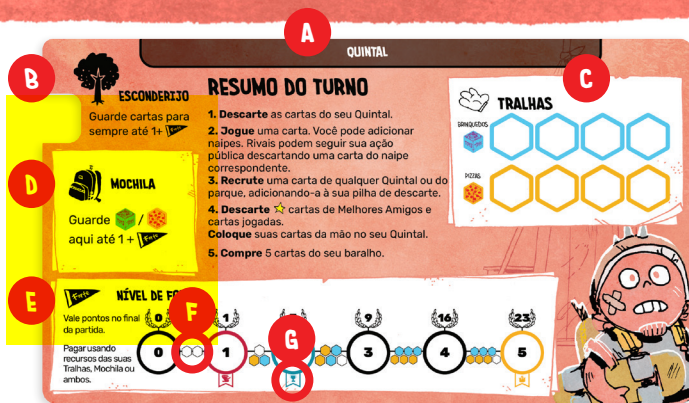 A
QUINTAL
B
C
ESCONDERIJO
Guarde cartas para
sempre até 1+ Forte
RESUMO DO TURNO
1. Descarte as cartas do seu Quintal.
2. Jogue uma carta. Você pode adicionar
naipes. Rivais podem seguir sua ação
pública descartando uma carta do naipe
correspondente.
3. Recrute uma carta de qualquer Quintal ou do
parque, adicionando-a à sua pilha de descarte.
4. Descarte cartas de Melhores Amigos e
cartas jogadas.
Coloque suas cartas da mão no seu Quintal.
5. Compre 5 cartas do seu baralho.
TRALHAS
BRINQUEDOS
PIZZAS
D
MOCHILA
Guarde /
aqui até 1 + Forte
E
Forte
NÍVEL DE
F
Vale pontos no final
da partida.
0 1 9 16 23
G
0 1 3 4 5
Pagar usando
recursos das suas
Tralhas, Mochila ou
ambos.